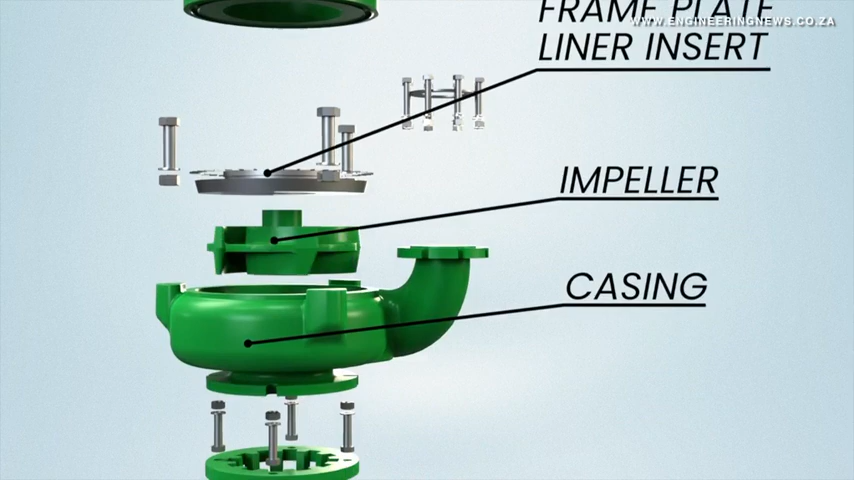 FRAME PLATE
WWW.ENGINEERINGNEWS.CO.ZA
LINER INSERT
IMPELLER
CASING